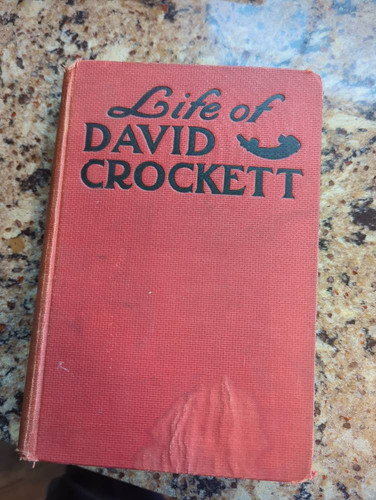 Life of
DAVID
CROCKETT